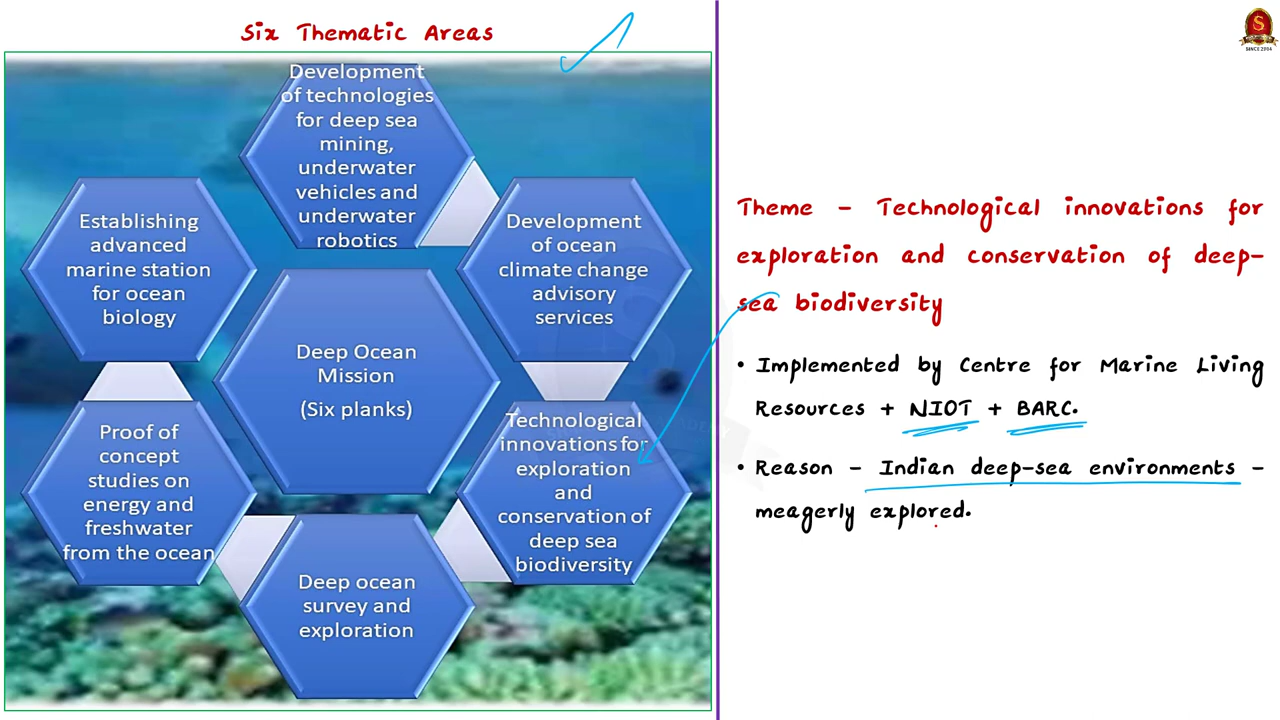 Six Thematic Areas
Development
of technologies
for deep sea
mining,
underwater
vehicles and
underwater
robotics
Establishing
advanced
marine station
for ocean
biology
Development
of ocean
climate change
advisory
services
Deep Ocean
Mission
(Six planks)
Proof of
concept
studies on
energy and
freshwater
from the ocean
Technological
innovations for
exploration
and
conservation of
deep sea
biodiversity
Deep ocean
survey and
exploration
S
SINCE 2004
Theme – Technological innovations for
exploration and conservation of deep-
sea biodiversity
• Implemented by Centre for Marine Living
Resources + NIOT + BARC.
• Reason – Indian deep-sea environments –
meagerly explored.